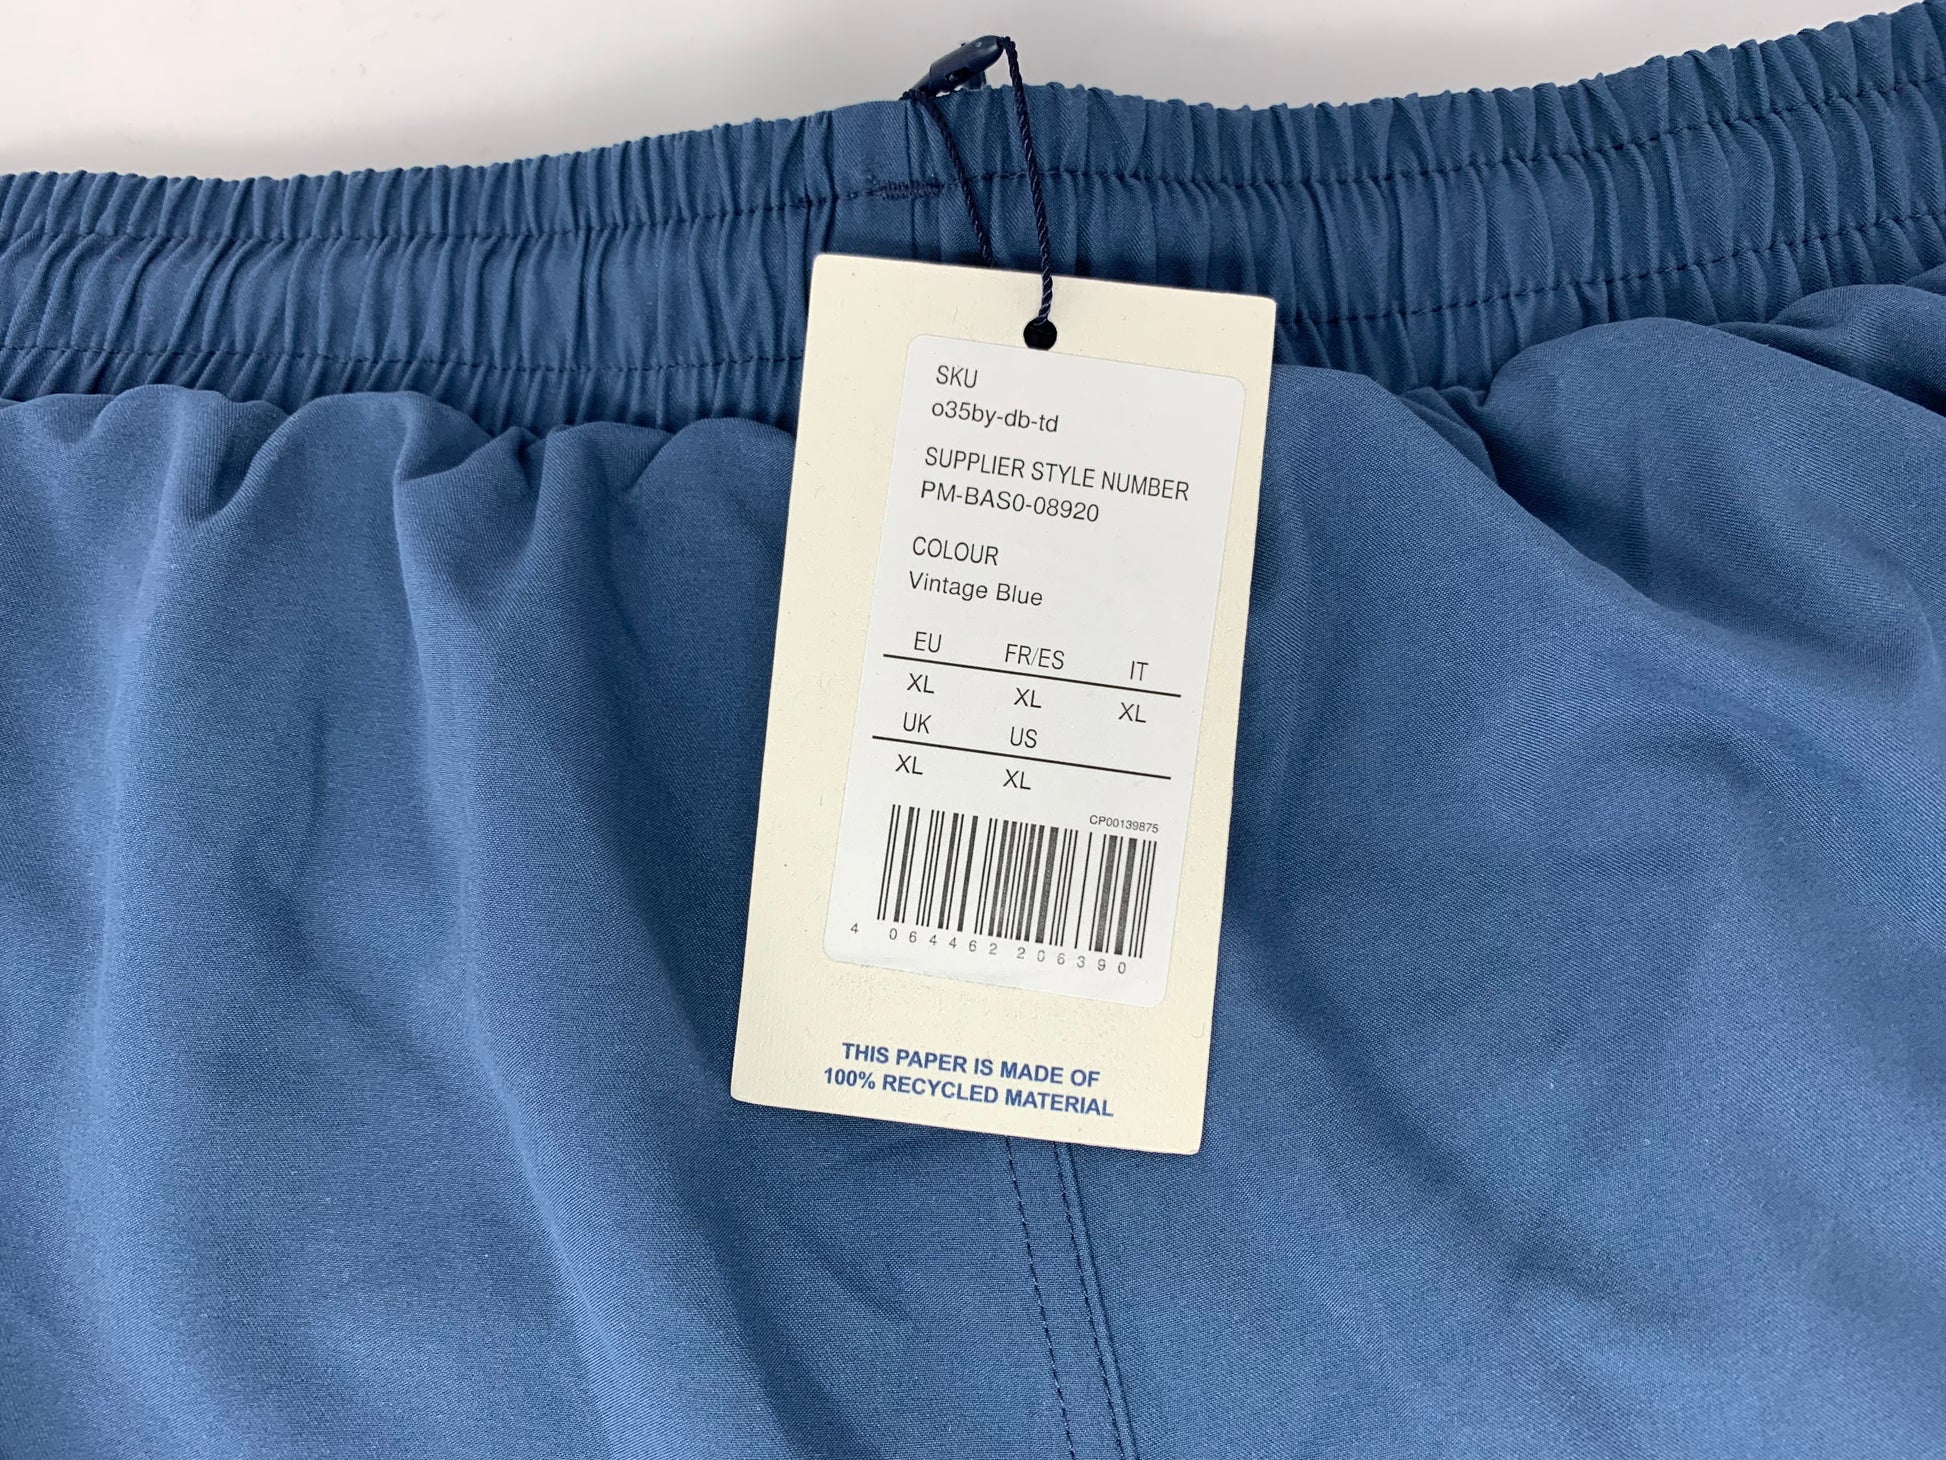 SKU
o35by-db-td
SUPPLIER STYLE NUMBER
PM-BAS0-08920
COLOUR
Vintage Blue
EU FR/ES IT
XL XL XL
UK US
XL XL
CP00139875
4 064462 206390
THIS PAPER IS MADE OF
100% RECYCLED MATERIAL